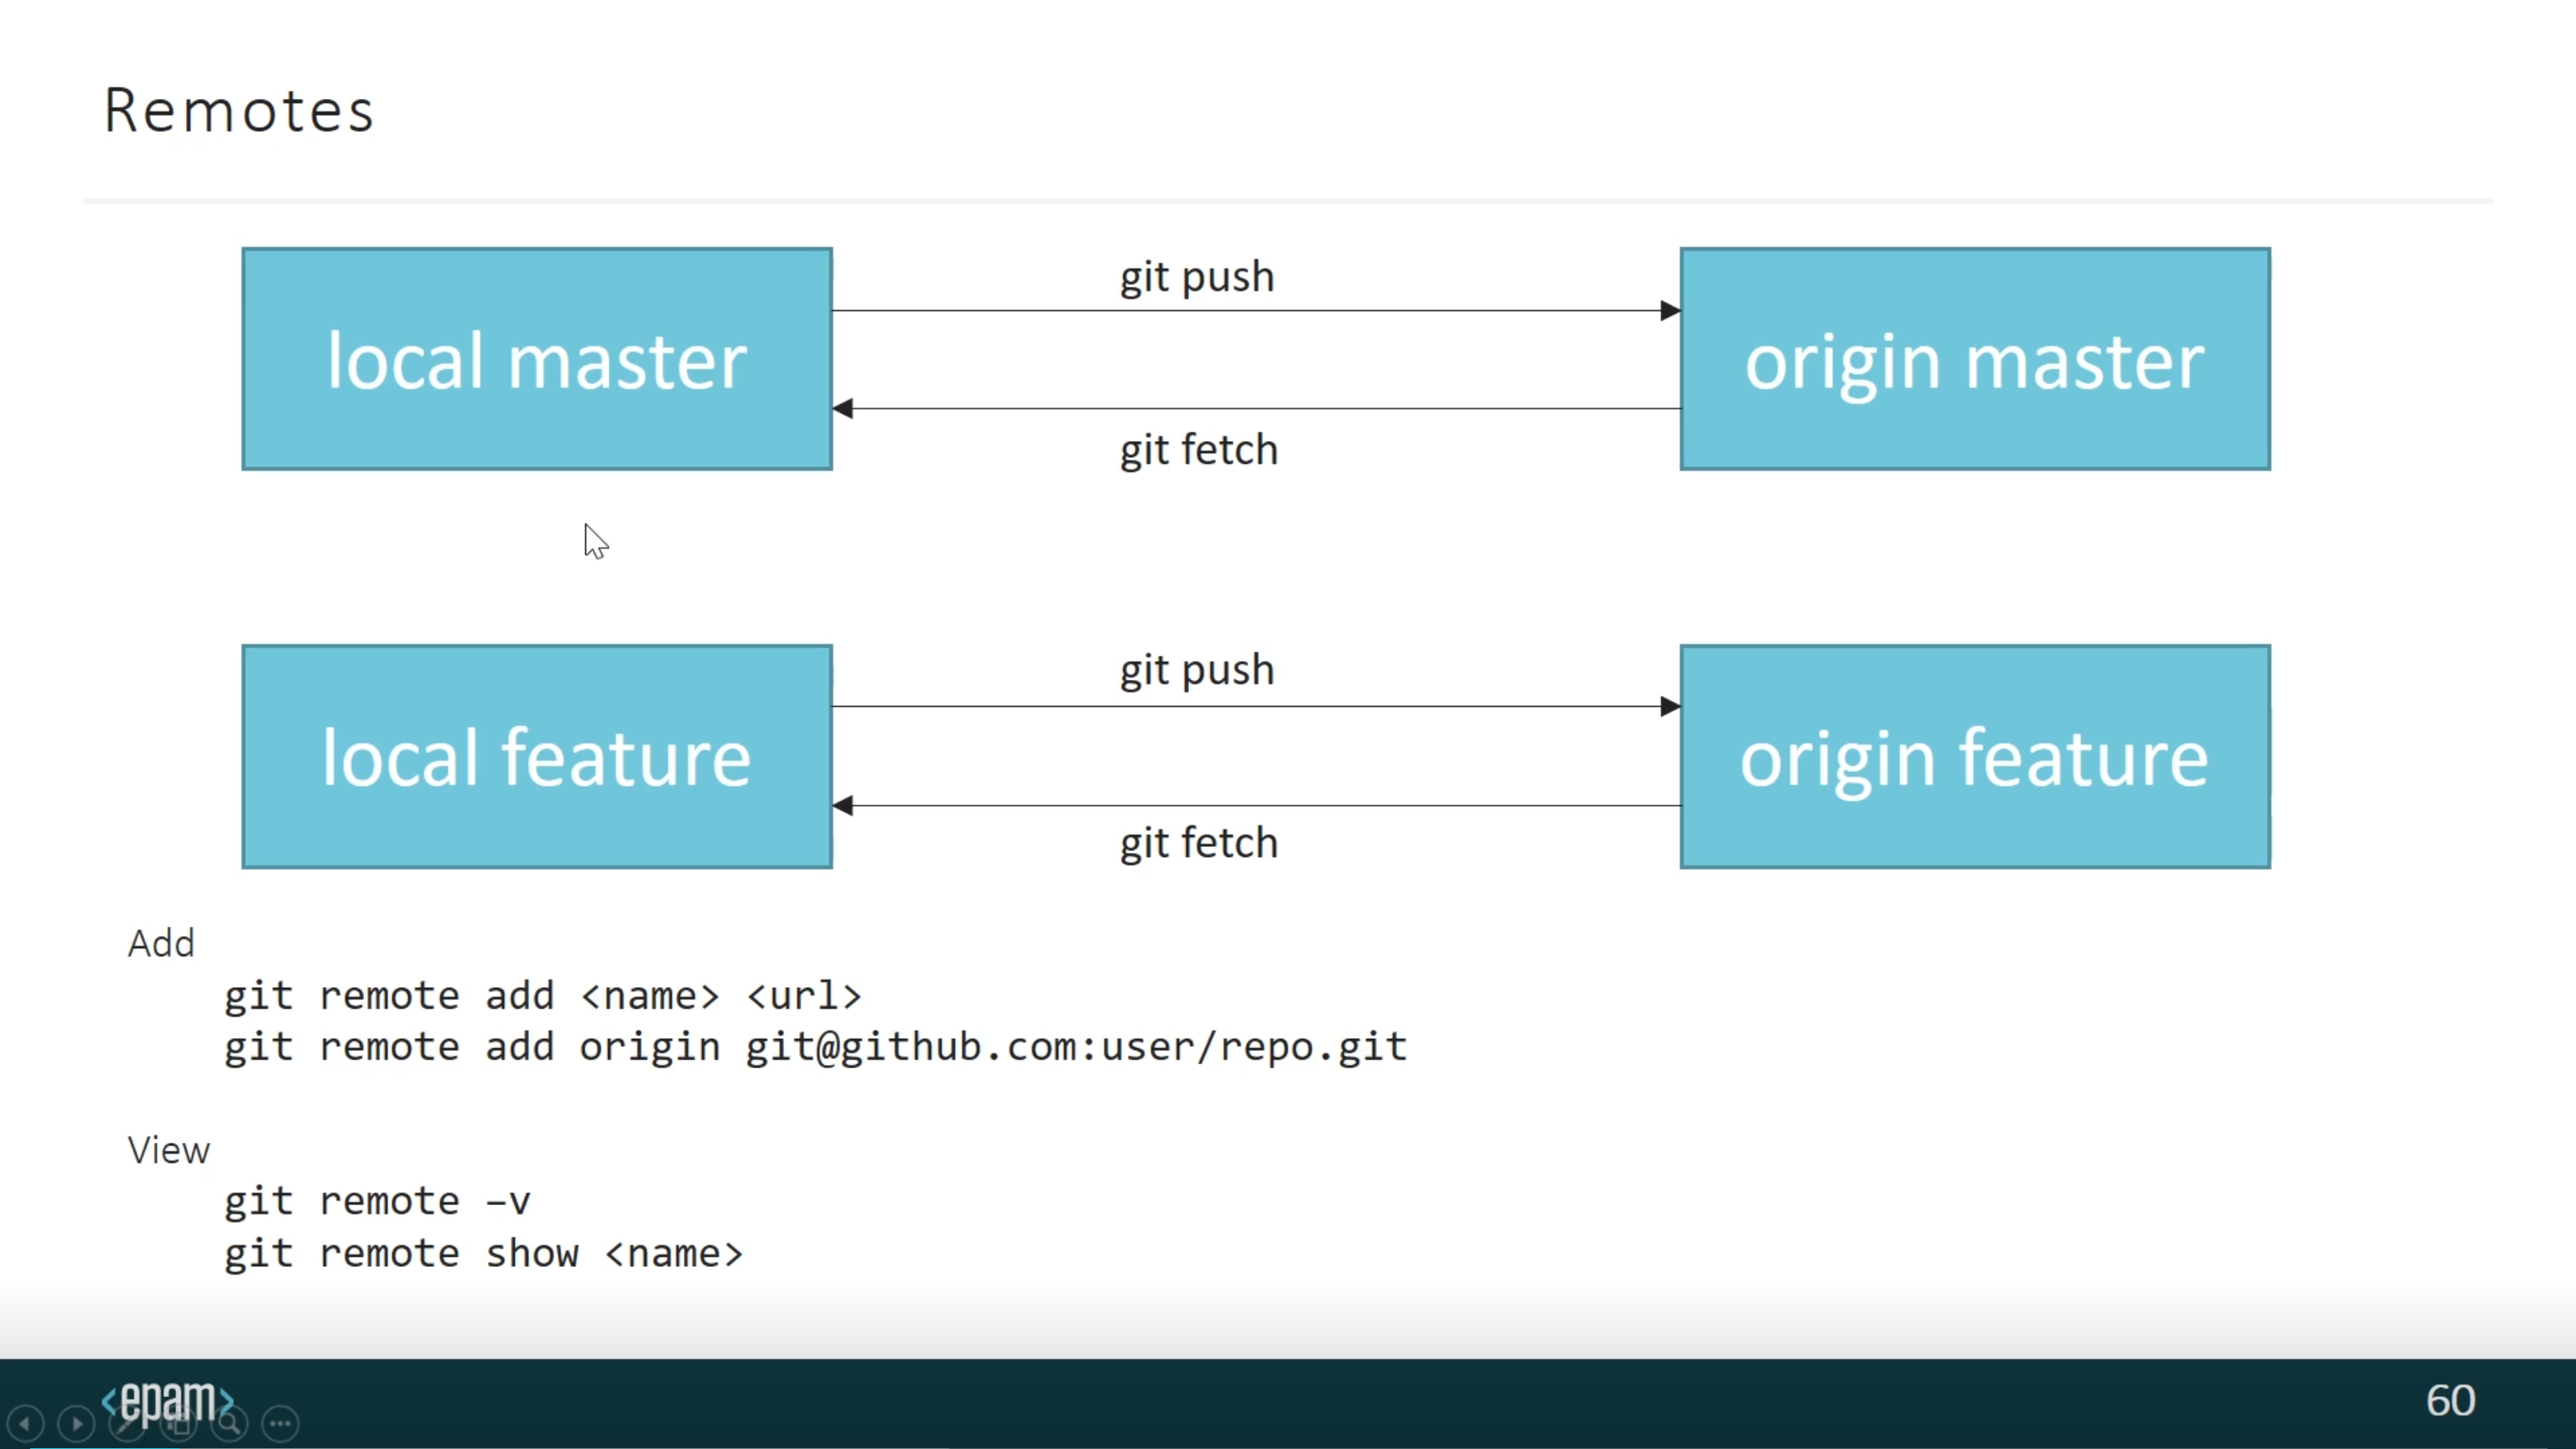 Remotes
git push
local master
origin master
git fetch
git push
local feature
origin feature
git fetch
Add
git remote add <name> <url>
git remote add origin git@github.com:user/repo.git
View
git remote –v
git remote show <name>
<epam>
60